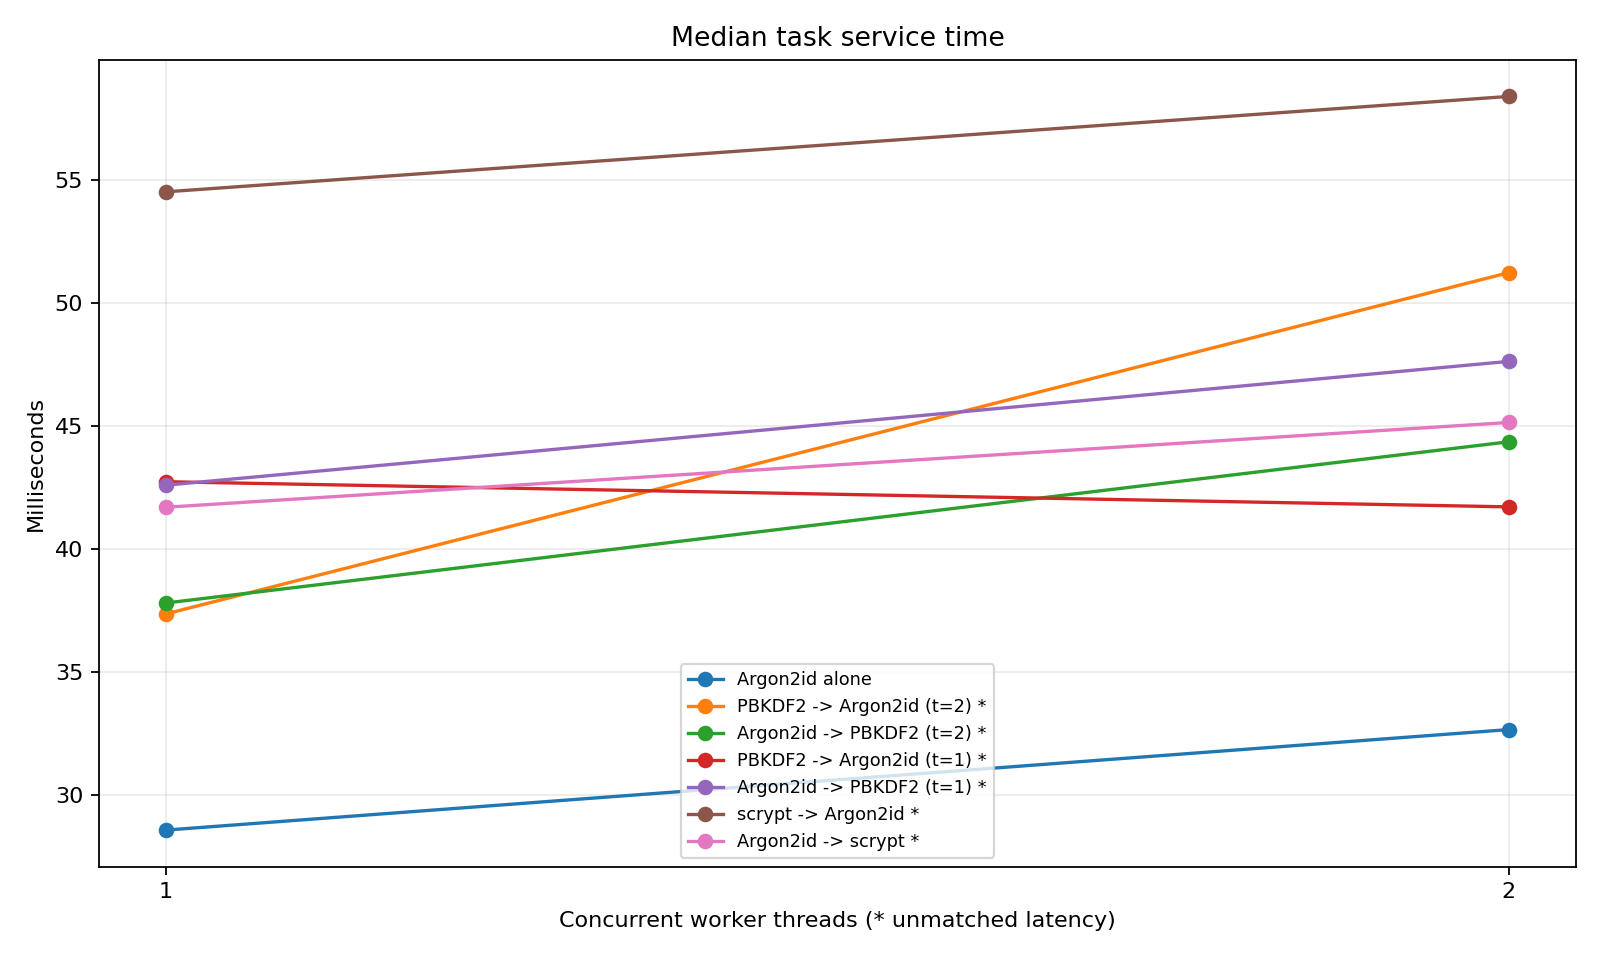 Median task service time
Milliseconds
55
50
45
40
35
30
Argon2id alone
PBKDF2 -> Argon2id (t=2) *
Argon2id -> PBKDF2 (t=2) *
PBKDF2 -> Argon2id (t=1) *
Argon2id -> PBKDF2 (t=1) *
scrypt -> Argon2id *
Argon2id -> scrypt *
1
2
Concurrent worker threads (* unmatched latency)